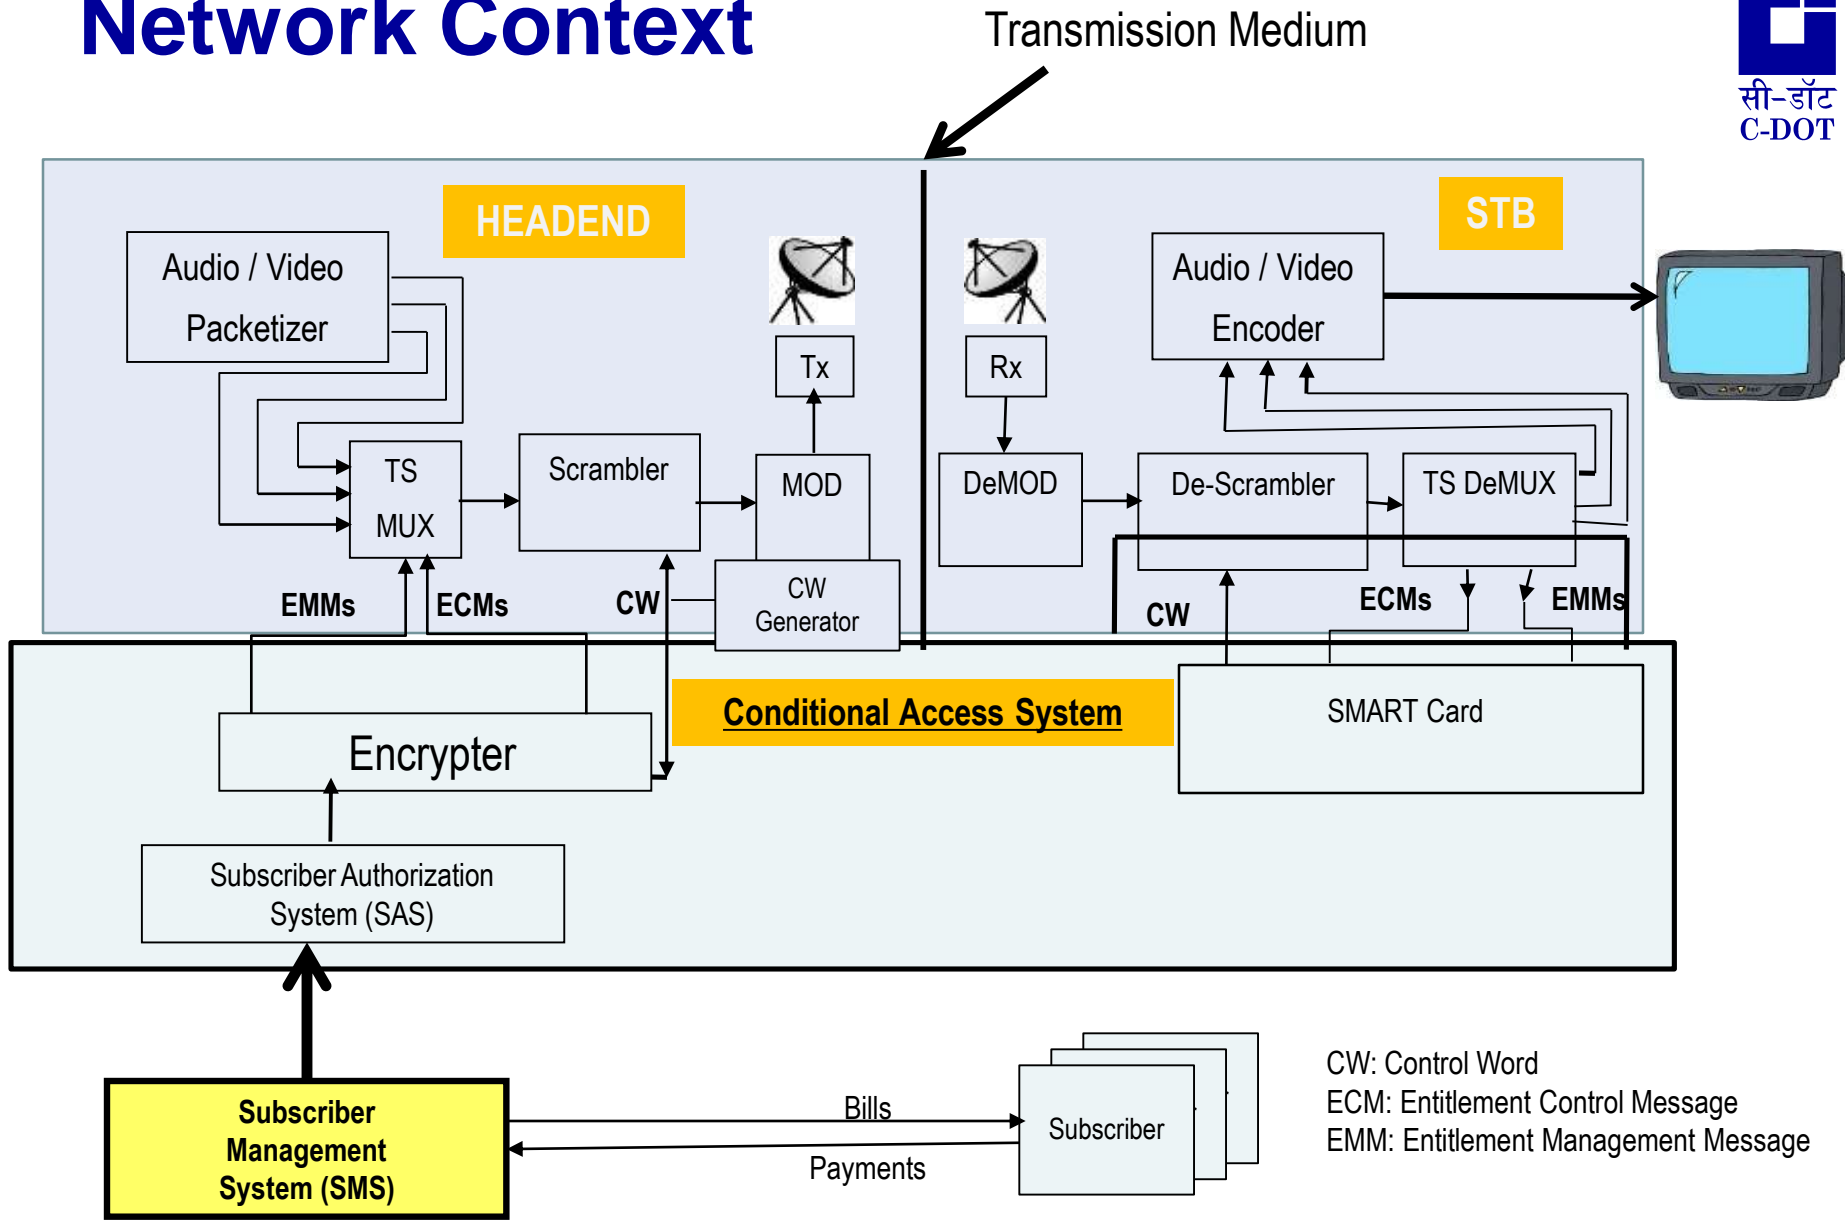 Network Context
Transmission Medium
सी-डॉट
C-DOT
HEADEND
STB
Audio / Video
Packetizer
Audio / Video
Encoder
Tx
Rx
TS
MUX
Scrambler
MOD
DeMOD
De-Scrambler
TS DeMUX
EMMs
ECMs
CW
CW
Generator
CW
ECMs
EMMs
Conditional Access System
SMART Card
Encrypter
Subscriber Authorization
System (SAS)
Subscriber
Management
System (SMS)
Bills
Payments
Subscriber
CW: Control Word
ECM: Entitlement Control Message
EMM: Entitlement Management Message